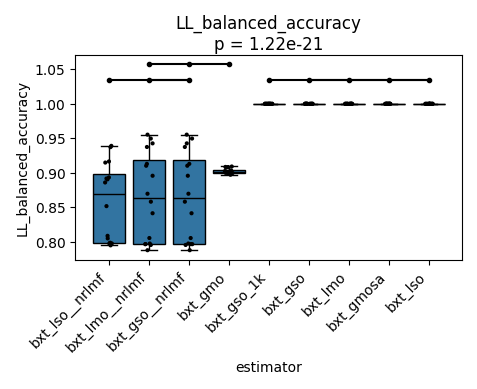 LL_balanced_accuracy
p = 1.22e-21
LL_balanced_accuracy
1.05
1.00
0.95
0.90
0.85
0.80
bxt_lso__nrlmf
bxt_lmo__nrlmf
bxt_gso__nrlmf
bxt_gmo
bxt_gso_1k
bxt_gso
bxt_lmo
bxt_gmosa
bxt_lso
estimator